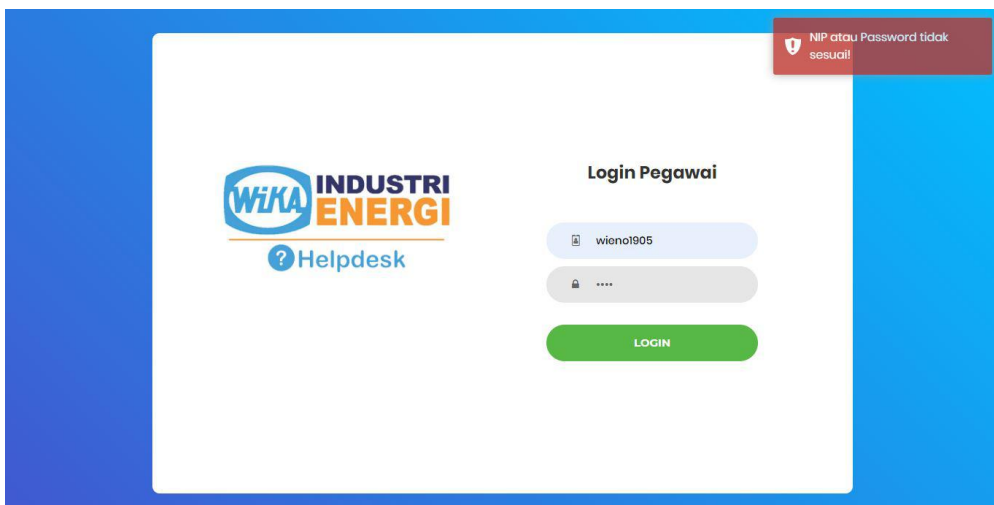 NIP atau Password tidak
sesuai!
WiKA INDUSTRI
ENERGI
? Helpdesk
Login Pegawai
wieno1905
••••
LOGIN